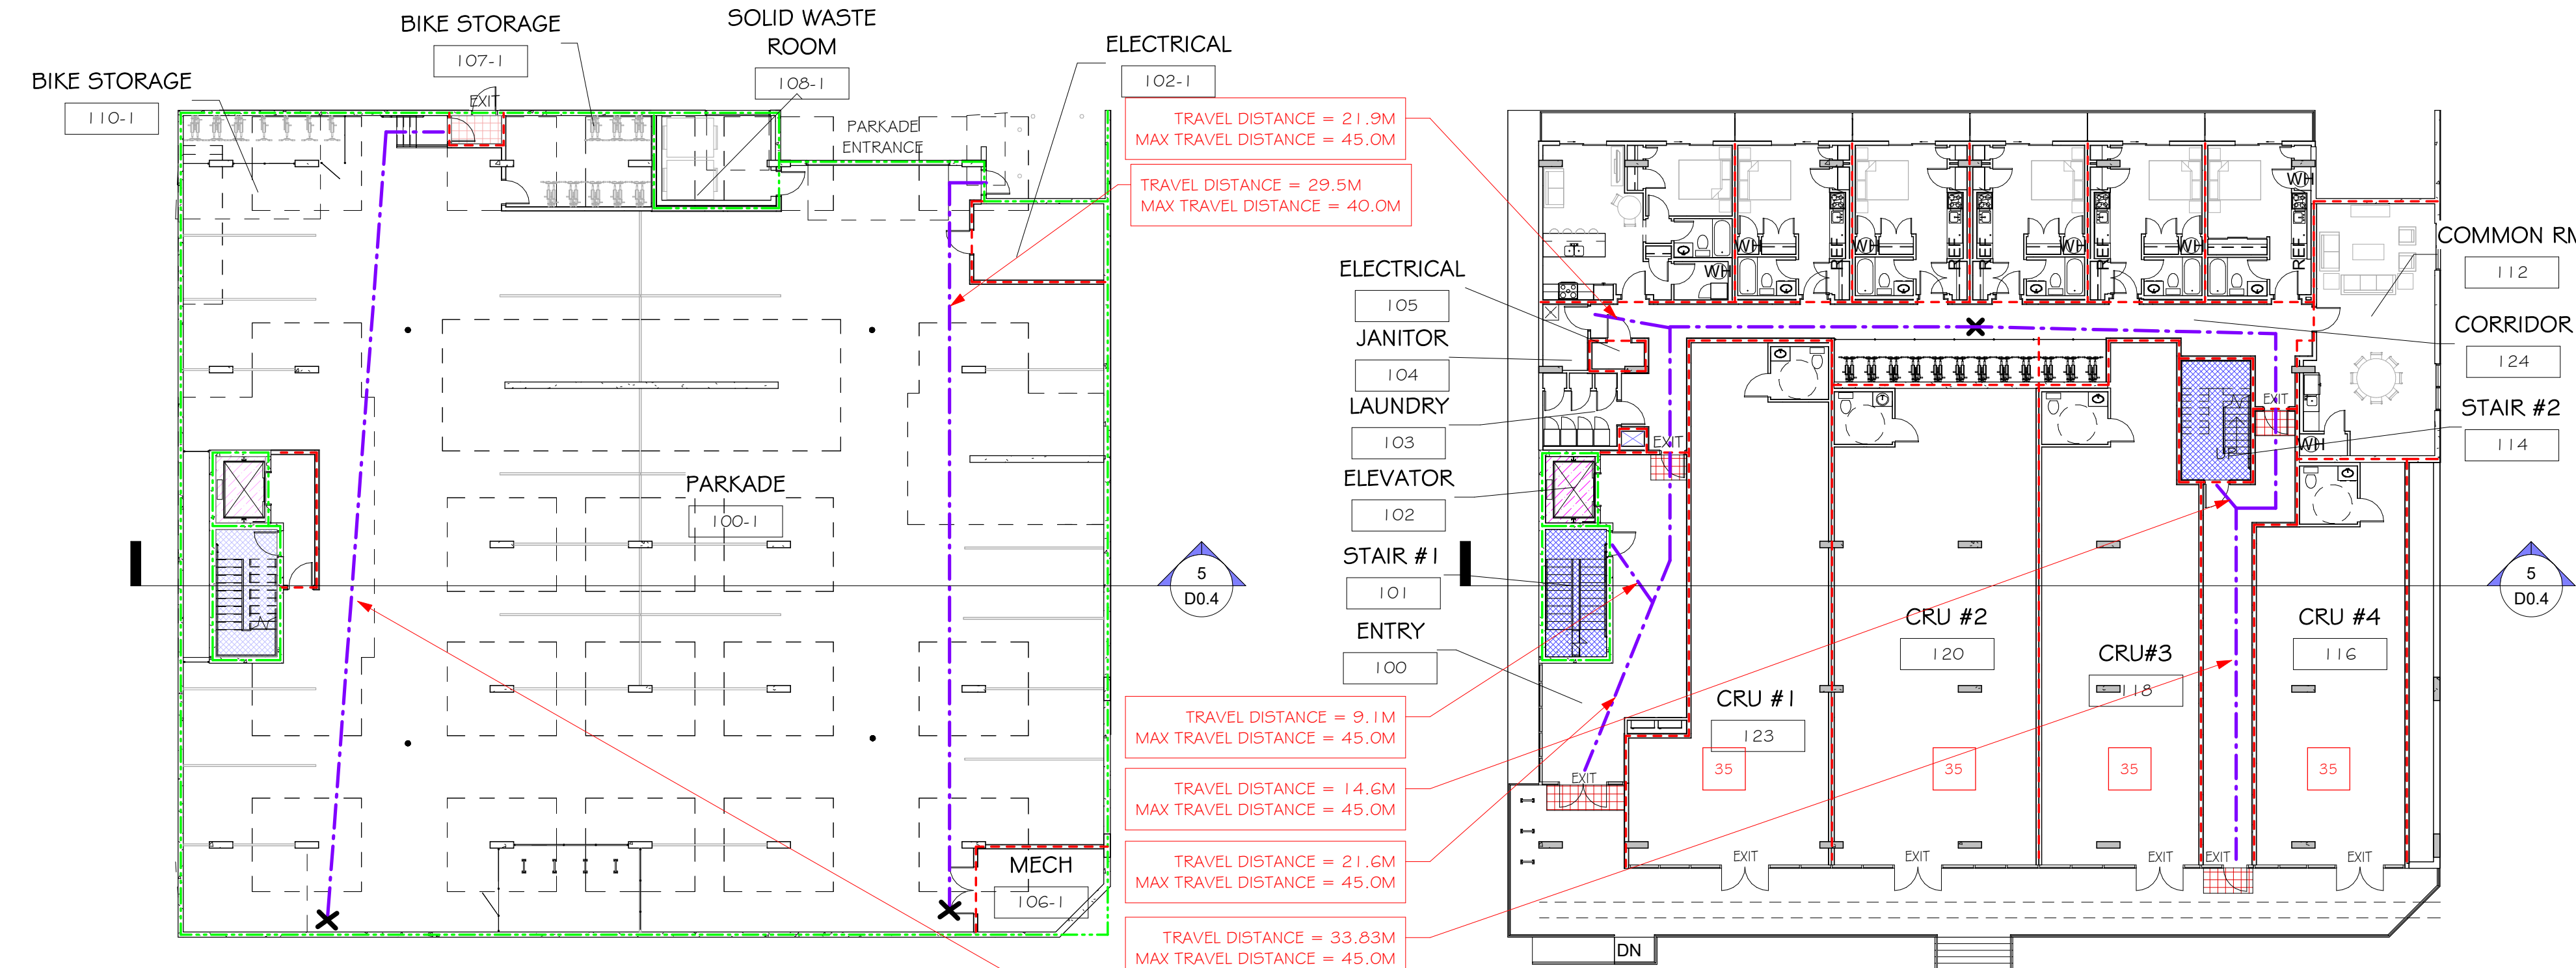 BIKE STORAGE
110-1
BIKE STORAGE
107-1
EXIT
SOLID WASTE
ROOM
108-1
ELECTRICAL
102-1
PARKADE
ENTRANCE
PARKADE
100-1
MECH
106-1
5
D0.4
TRAVEL DISTANCE = 21.9M
MAX TRAVEL DISTANCE = 45.0M
TRAVEL DISTANCE = 29.5M
MAX TRAVEL DISTANCE = 40.0M
ELECTRICAL
105
JANITOR
104
LAUNDRY
103
ELEVATOR
102
STAIR #1
101
ENTRY
100
TRAVEL DISTANCE = 9.1M
MAX TRAVEL DISTANCE = 45.0M
TRAVEL DISTANCE = 14.6M
MAX TRAVEL DISTANCE = 45.0M
TRAVEL DISTANCE = 21.6M
MAX TRAVEL DISTANCE = 45.0M
TRAVEL DISTANCE = 33.83M
MAX TRAVEL DISTANCE = 45.0M
WH
WH
REF.
WH
REF.
REF.
WH
REF.
WH
WH
REF.
COMMON RM
112
CORRIDOR
124
STAIR #2
114
EXIT
EXIT
UP
WH
CRU #1
123
35
CRU #2
120
35
CRU#3
118
35
CRU #4
116
35
EXIT
EXIT
EXIT
EXIT
EXIT
EXIT
DN
5
D0.4